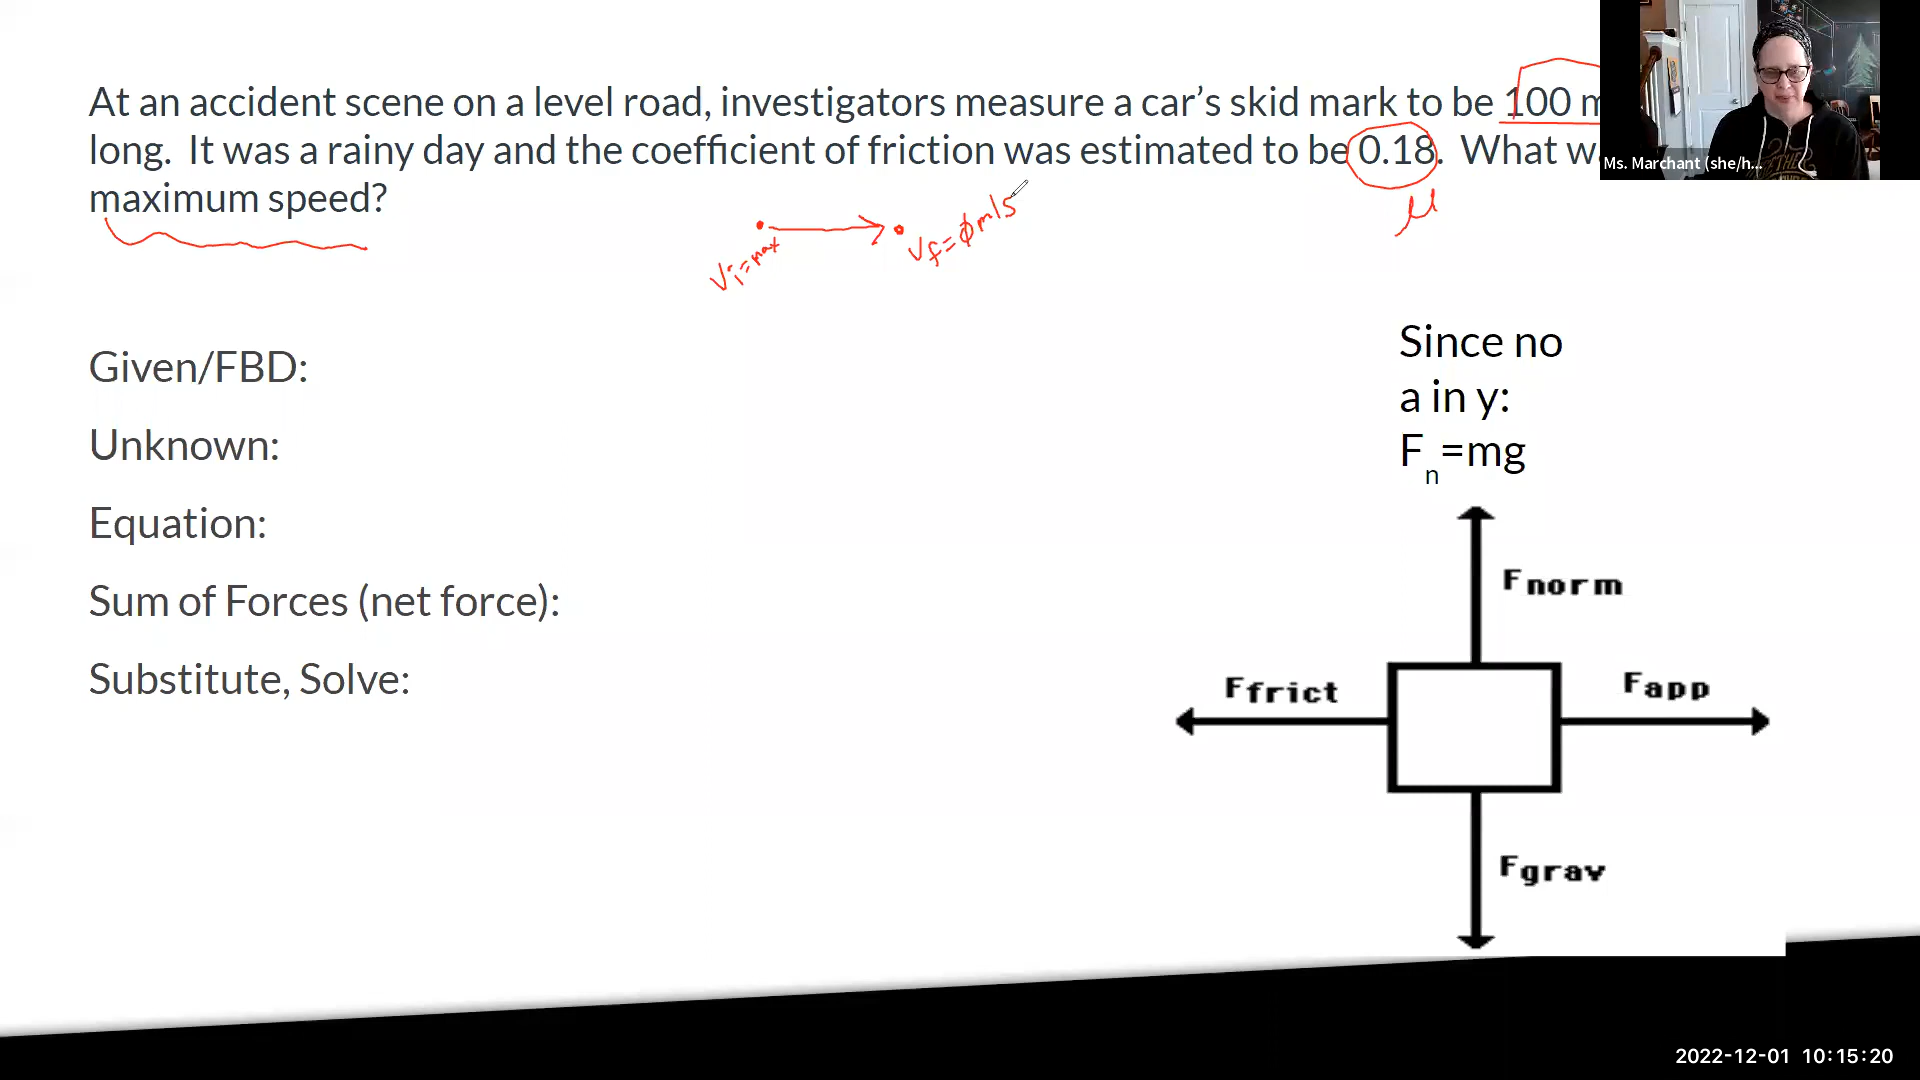 At an accident scene on a level road, investigators measure a car's skid mark to be 100 m
long. It was a rainy day and the coefficient of friction was estimated to be 0.18. What w
maximum speed?
μ
Vi=max
Vf=ϕm/s
Ms. Marchant (she/h...
Given/FBD:
Unknown:
Equation:
Sum of Forces (net force):
Substitute, Solve:
Since no
a in y:
Fn=mg
Fnorm
Ffrict
Fapp
Fgrav
2022-12-01 10:15:20